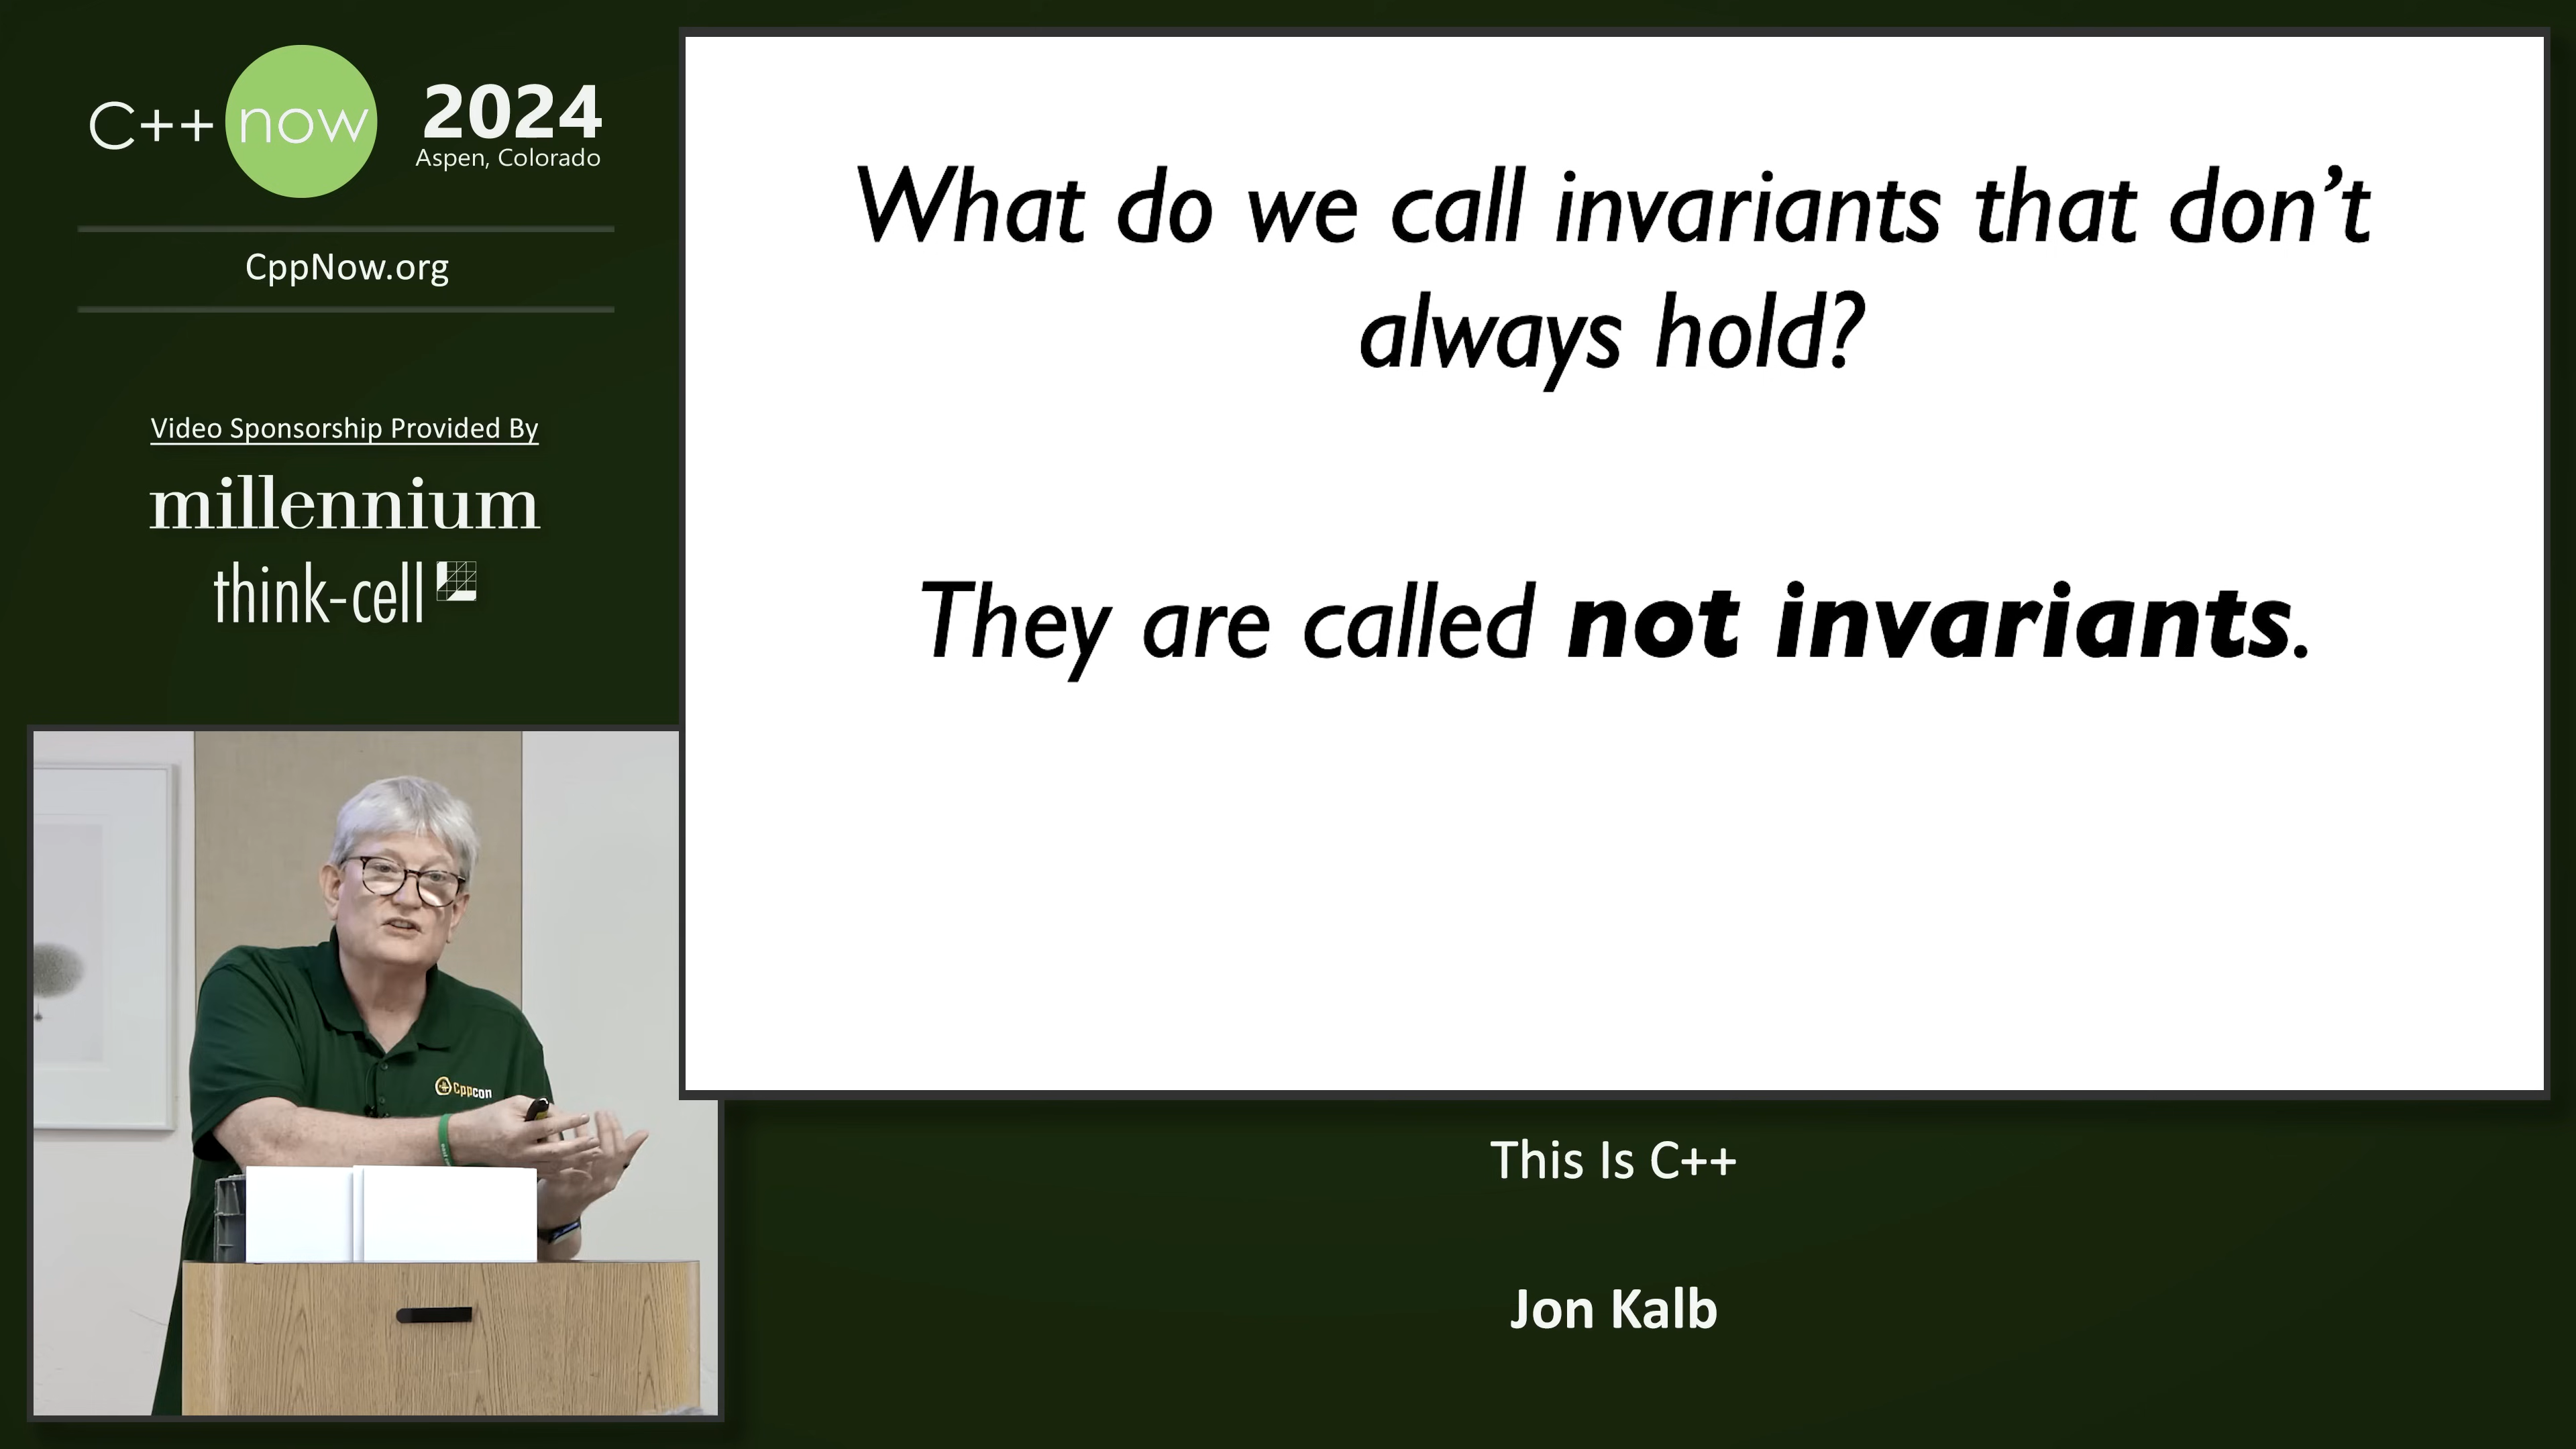 C++ now
2024
Aspen, Colorado
CppNow.org
Video Sponsorship Provided By
millennium
think-cell
What do we call invariants that don’t
always hold?
They are called not invariants.
Cppcon
This Is C++
Jon Kalb